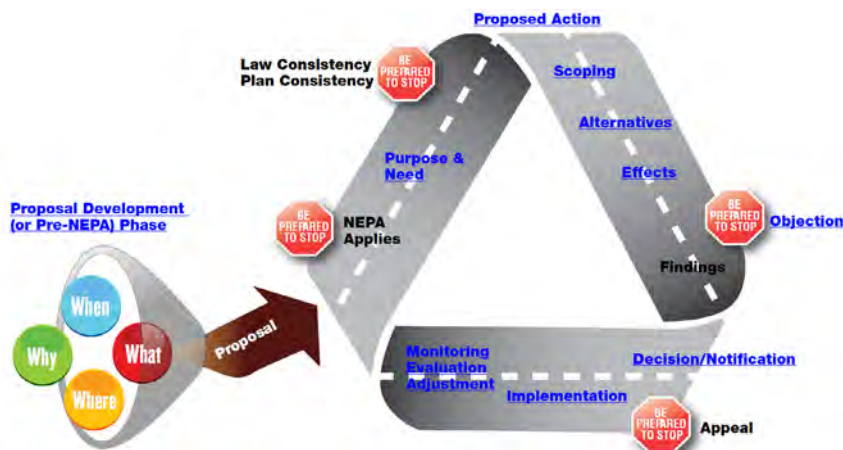 Proposed Action
Law Consistency
Plan Consistency
BE
PREPARED
TO STOP
Scoping
Alternatives
Effects
Purpose &
Need
BE
PREPARED
TO STOP
NEPA
Applies
BE
PREPARED
TO STOP
Objection
Findings
Proposal Development
(or Pre-NEPA) Phase
When
Why
What
Where
Proposal
Monitoring
Evaluation
Adjustment
Decision/Notification
Implementation
BE
PREPARED
TO STOP
Appeal